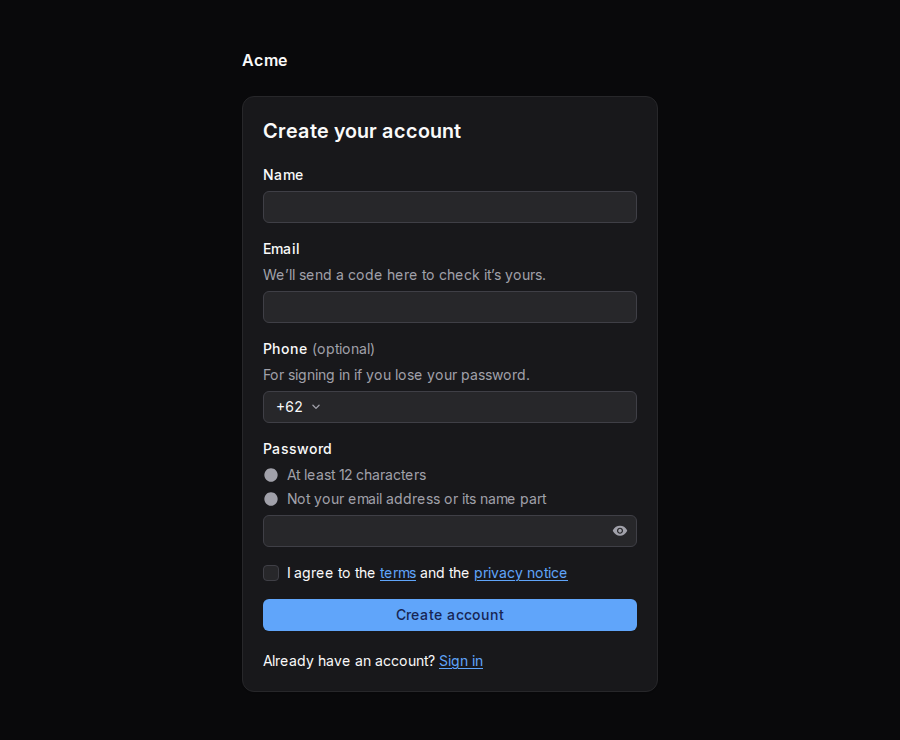 Acme
Create your account
Name
Email
We’ll send a code here to check it’s yours.
Phone (optional)
For signing in if you lose your password.
+62
Password
At least 12 characters
Not your email address or its name part
I agree to the terms and the privacy notice
Create account
Already have an account? Sign in